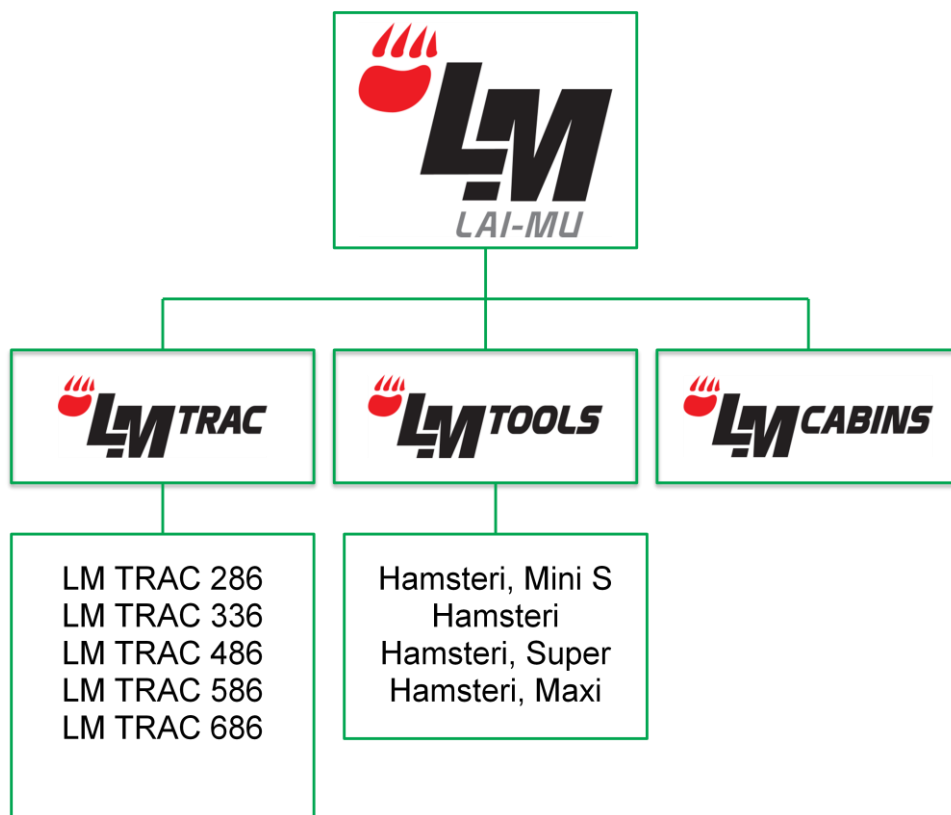 LM
LAI-MU
LM TRAC
LM TOOLS
LM CABINS
LM TRAC 286
LM TRAC 336
LM TRAC 486
LM TRAC 586
LM TRAC 686
Hamsteri, Mini S
Hamsteri
Hamsteri, Super
Hamsteri, Maxi